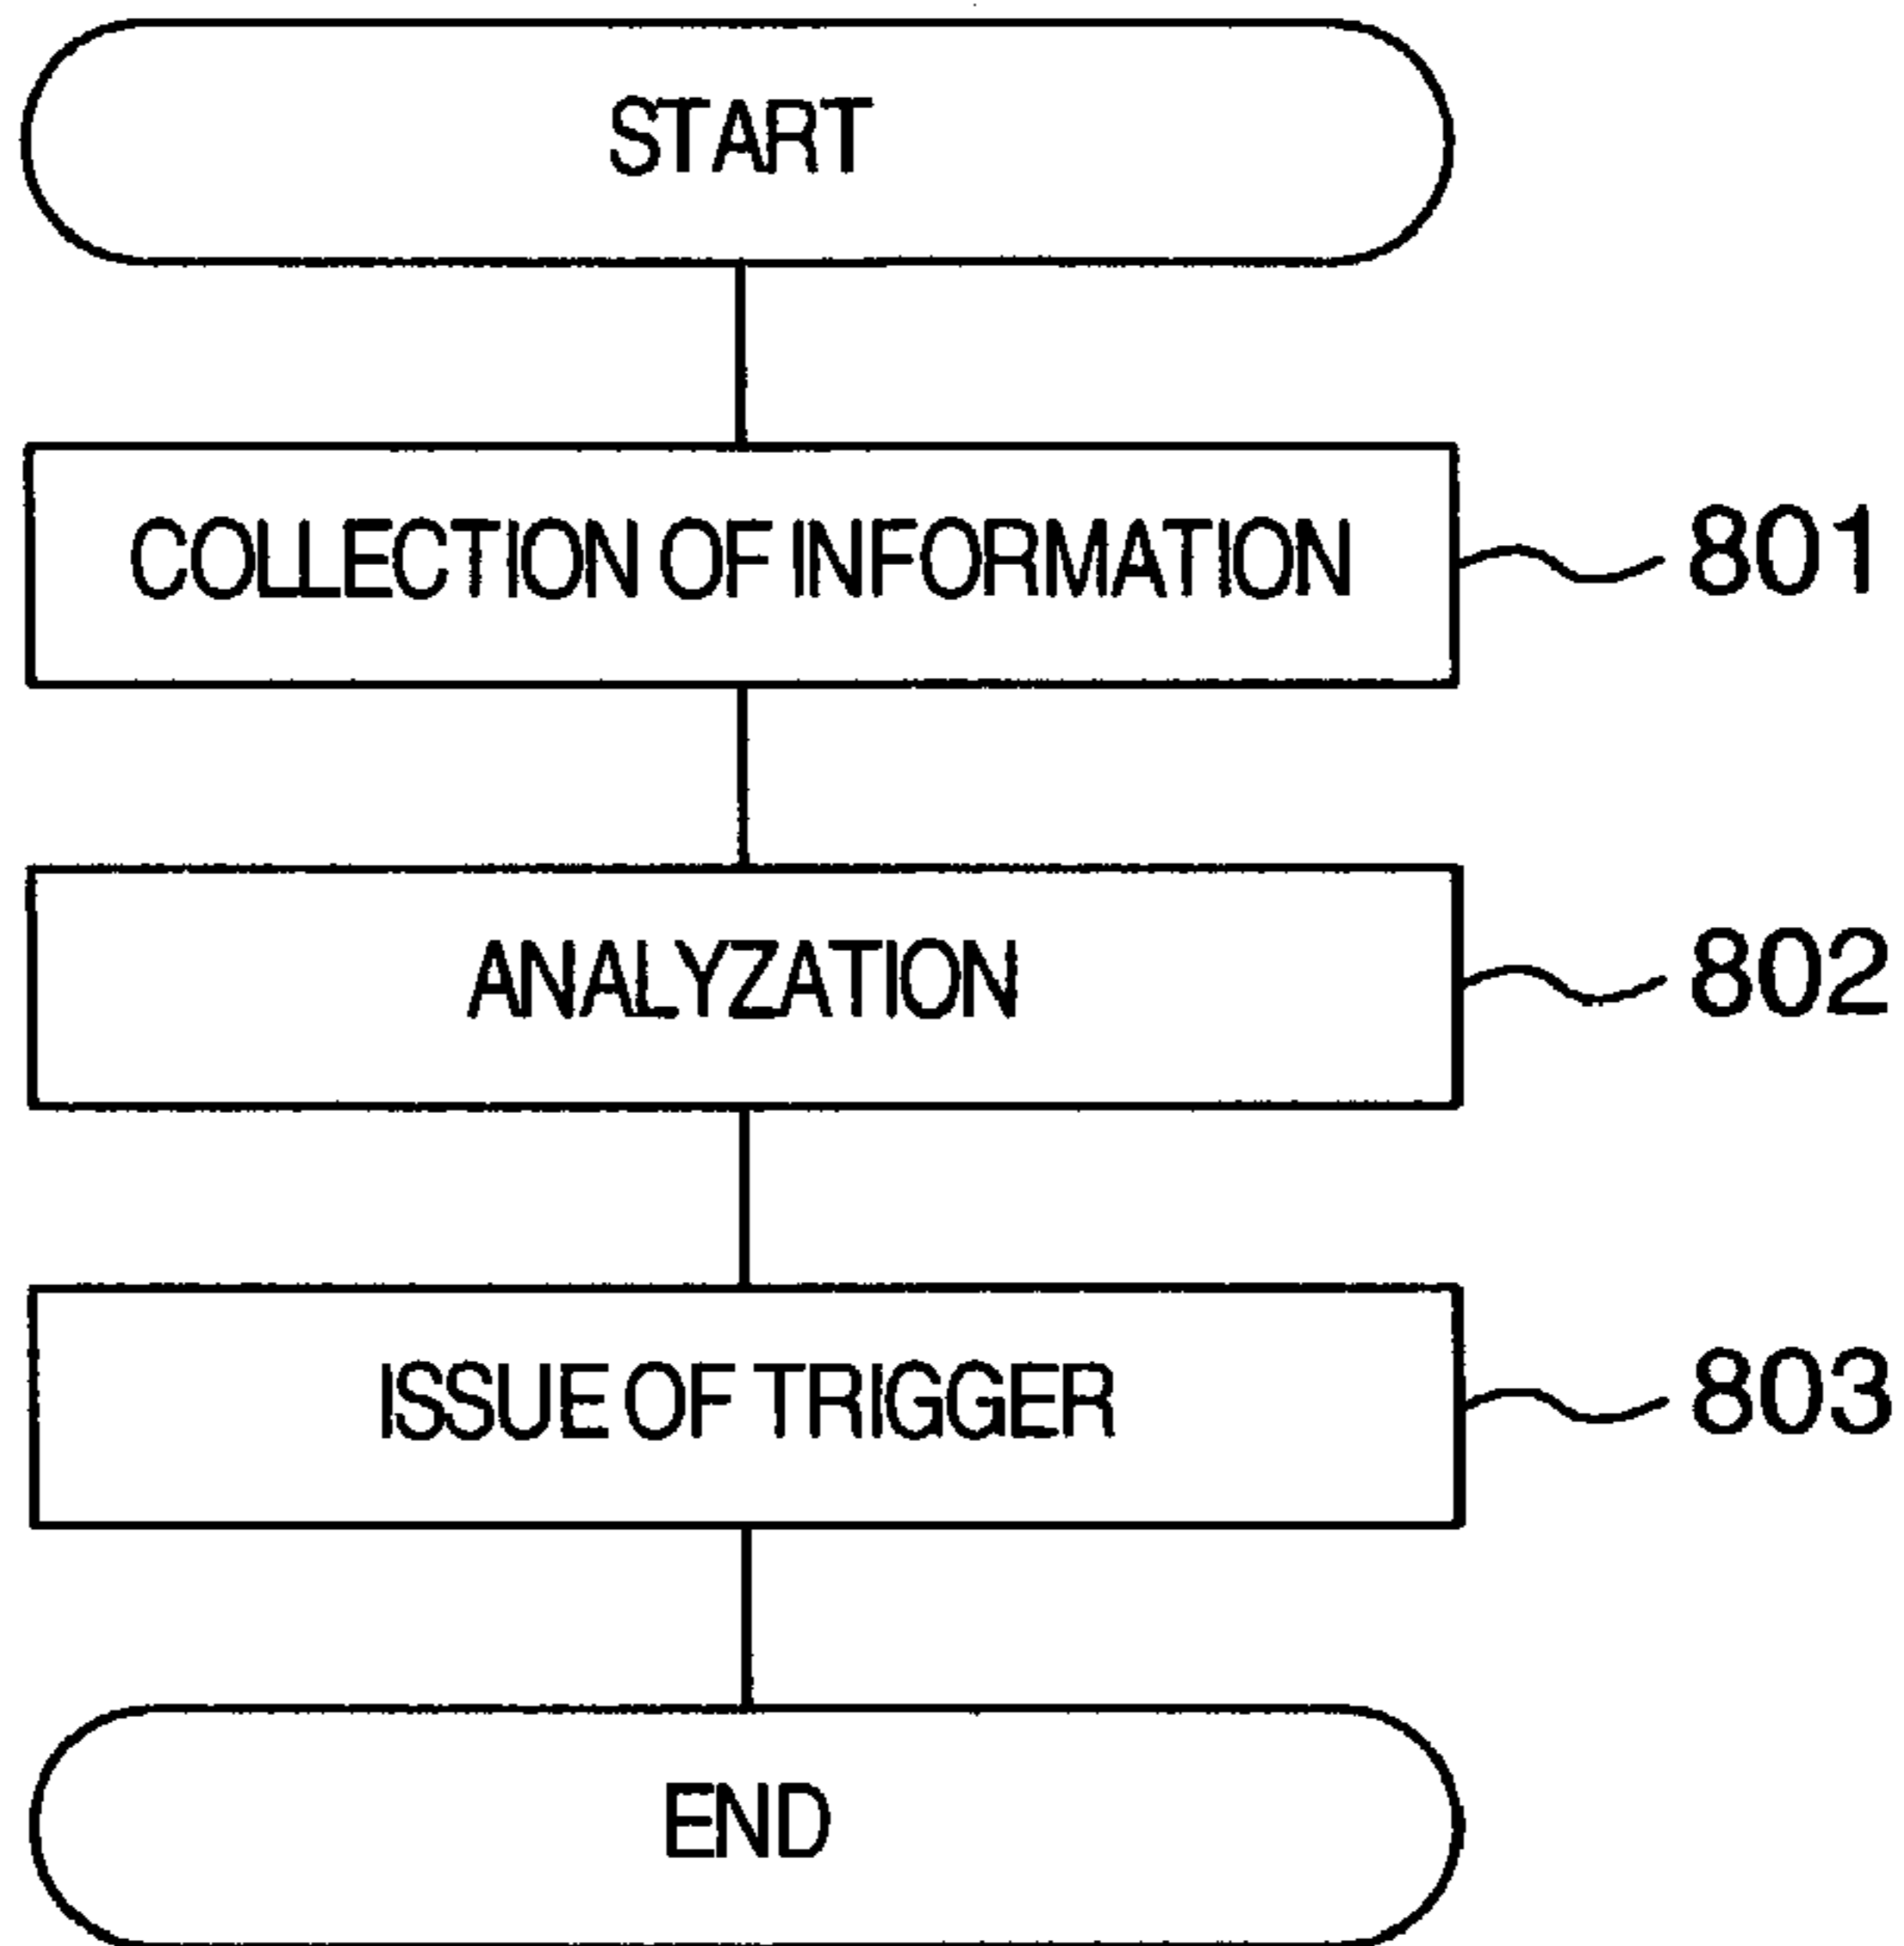 START
COLLECTION OF INFORMATION
801
ANALYZATION
802
ISSUE OF TRIGGER
803
END